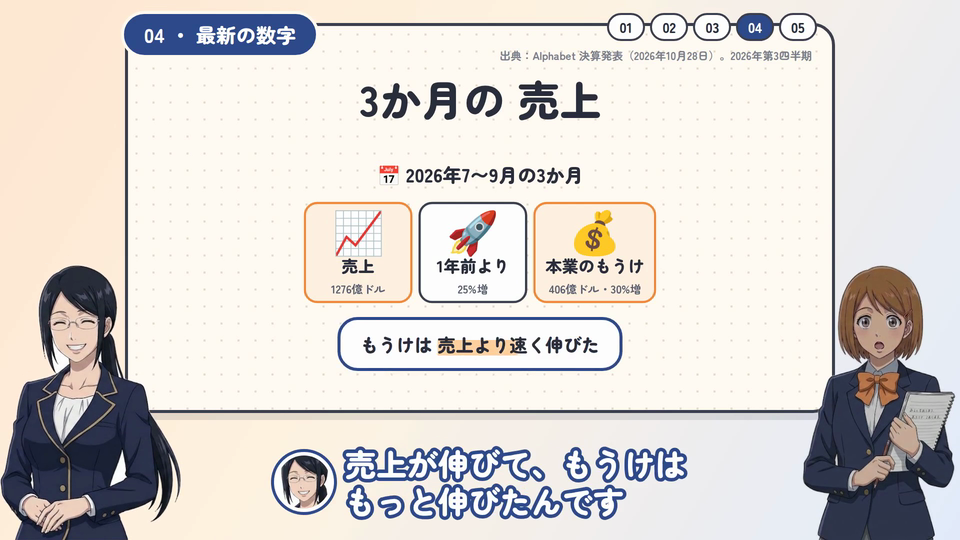 04 ・ 最新の数字
01 02 03 04 05
出典：Alphabet 決算発表（2026年10月28日）。2026年第3四半期
3か月の 売上
July 17 2026年7〜9月の3か月
売上
1276億ドル
1年前より
25%増
本業のもうけ
406億ドル・30%増
もうけは 売上より速く伸びた
売上が伸びて、もうけは
もっと伸びたんです